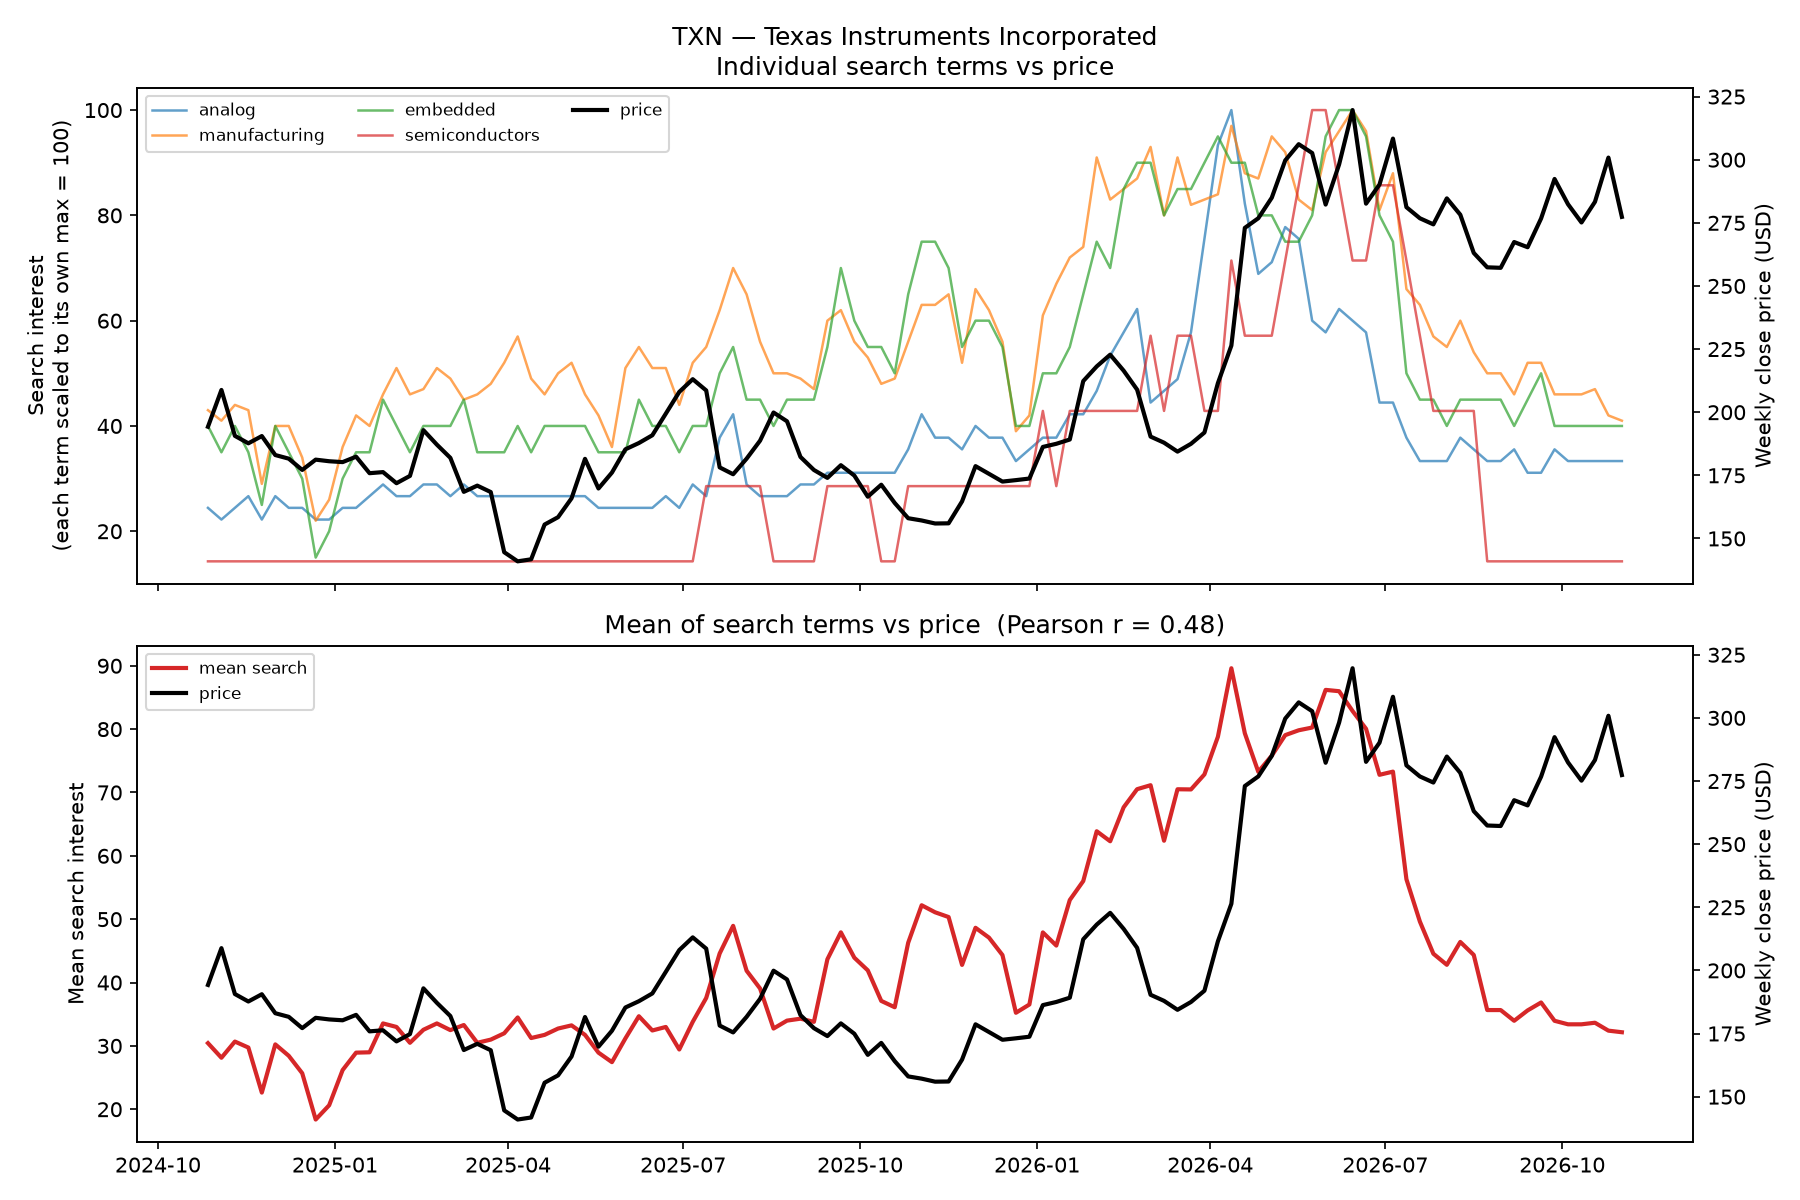 TXN — Texas Instruments Incorporated
Individual search terms vs price
analog
manufacturing
embedded
semiconductors
price
Search interest
(each term scaled to its own max = 100)
100
80
60
40
20
325
300
275
250
225
200
175
150
Weekly close price (USD)
Mean of search terms vs price (Pearson r = 0.48)
mean search
price
Mean search interest
90
80
70
60
50
40
30
20
325
300
275
250
225
200
175
150
Weekly close price (USD)
2024-10
2025-01
2025-04
2025-07
2025-10
2026-01
2026-04
2026-07
2026-10